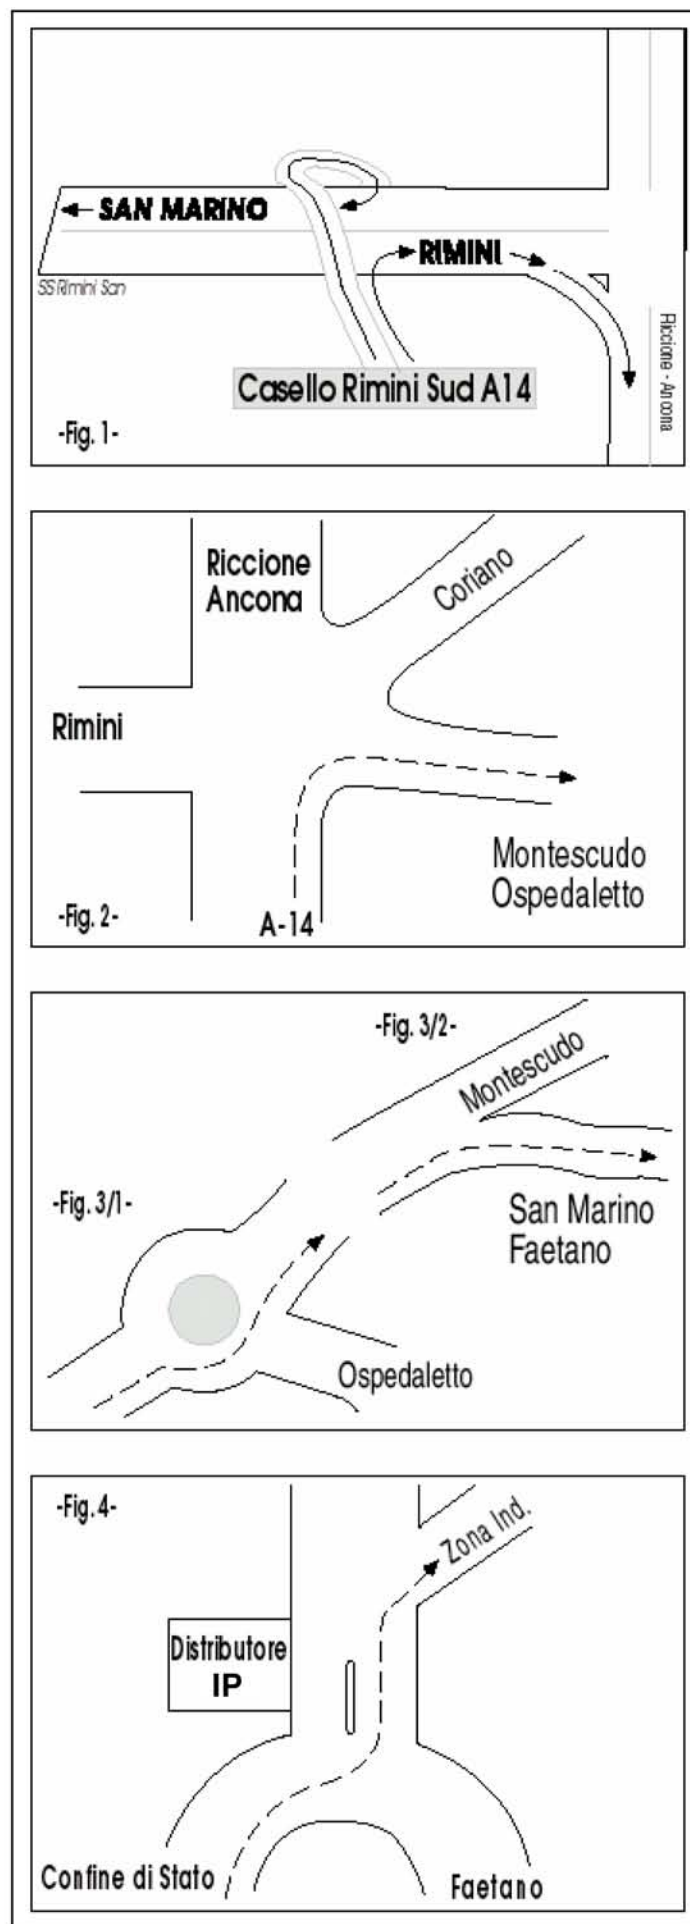 SAN MARINO
RIMINI
SS Rimini San
Riccione - Ancona
Casello Rimini Sud A14
-Fig. 1-
Riccione
Ancona
Coriano
Rimini
Montescudo
Ospedaletto
-Fig. 2-
A-14
-Fig. 3/2-
Montescudo
-Fig. 3/1-
San Marino
Faetano
Ospedaletto
-Fig. 4-
Zona Ind.
Distributore
IP
Confine di Stato
Faetano